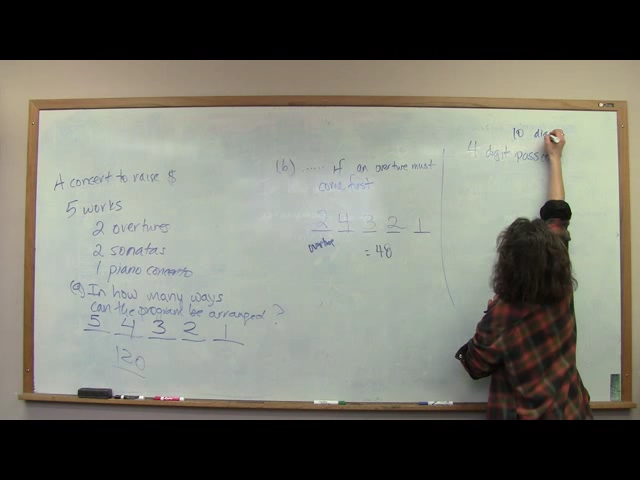 A concert to raise $
5 works
2 overtures
2 sonatas
1 piano concerto
(a) In how many ways
can the program be arranged?
5 4 3 2 1
120
(b) ...... if an overture must
come first
2 4 3 2 1
overture
= 48
10 dig
4 digit pass